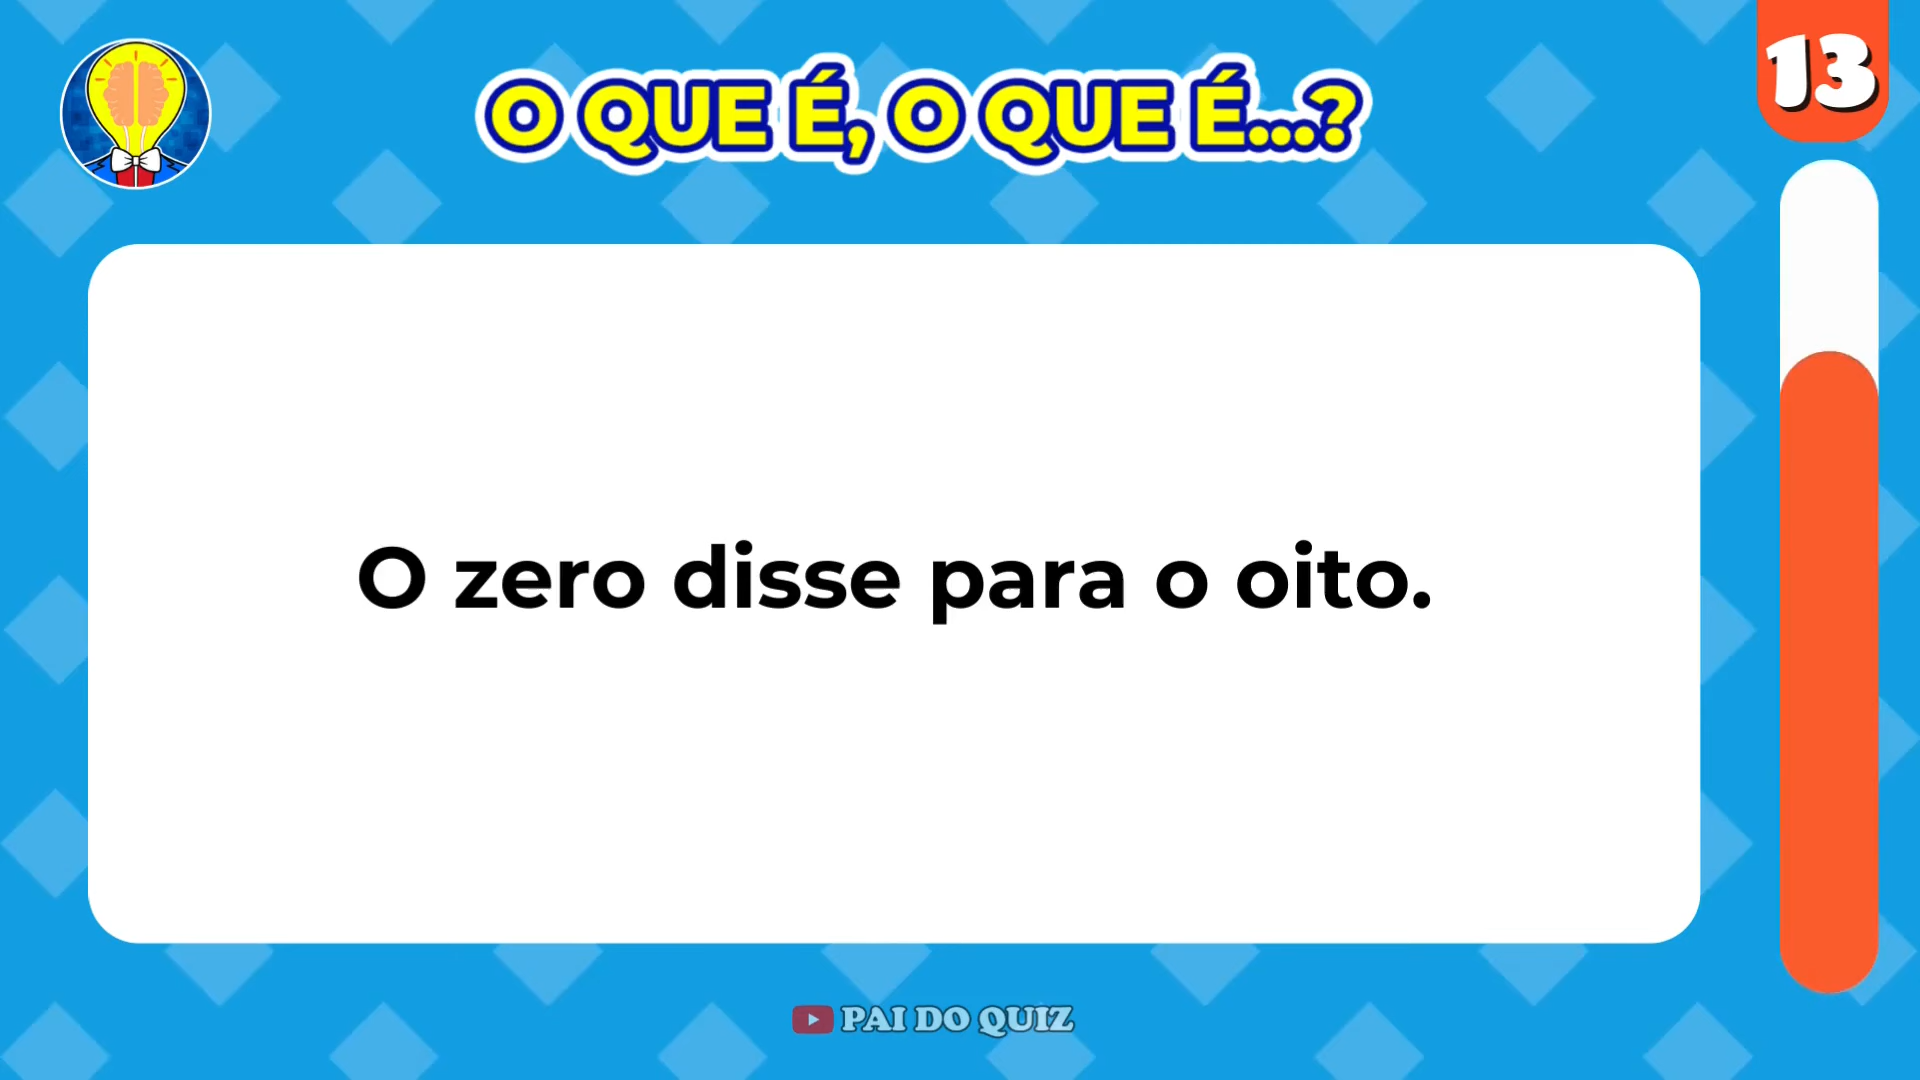 O QUE É, O QUE É...?
13
O zero disse para o oito.
PAI DO QUIZ